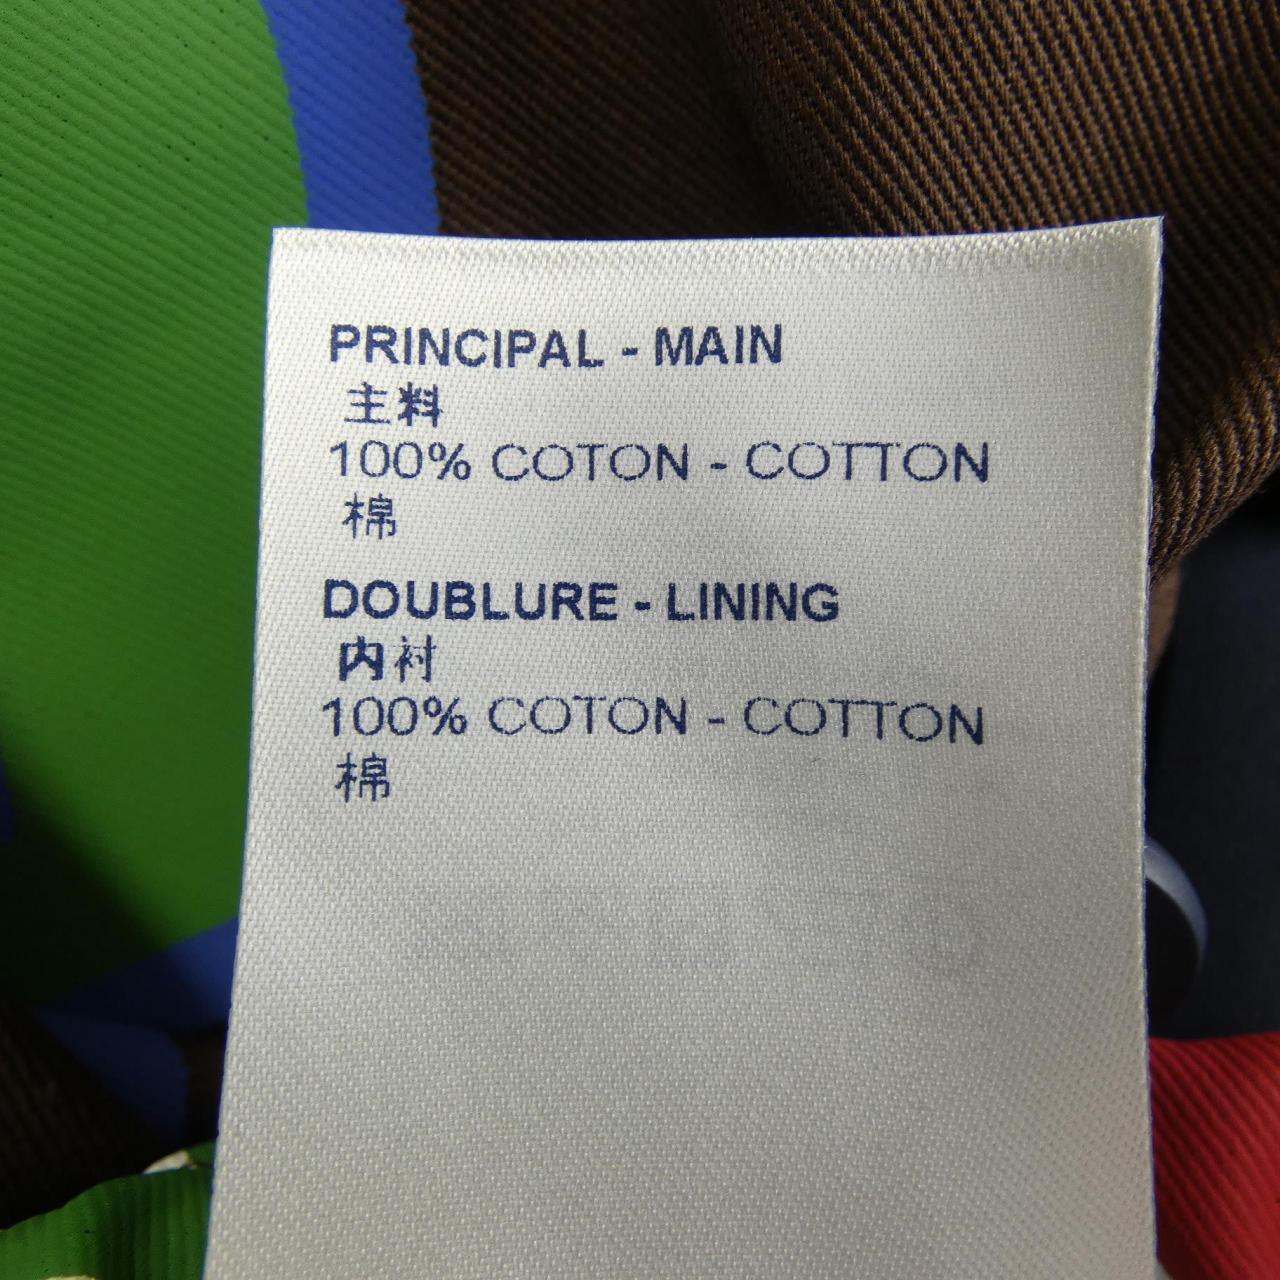 PRINCIPAL - MAIN
主料
100% COTON - COTTON
棉
DOUBLURE - LINING
内衬
100% COTON - COTTON
棉